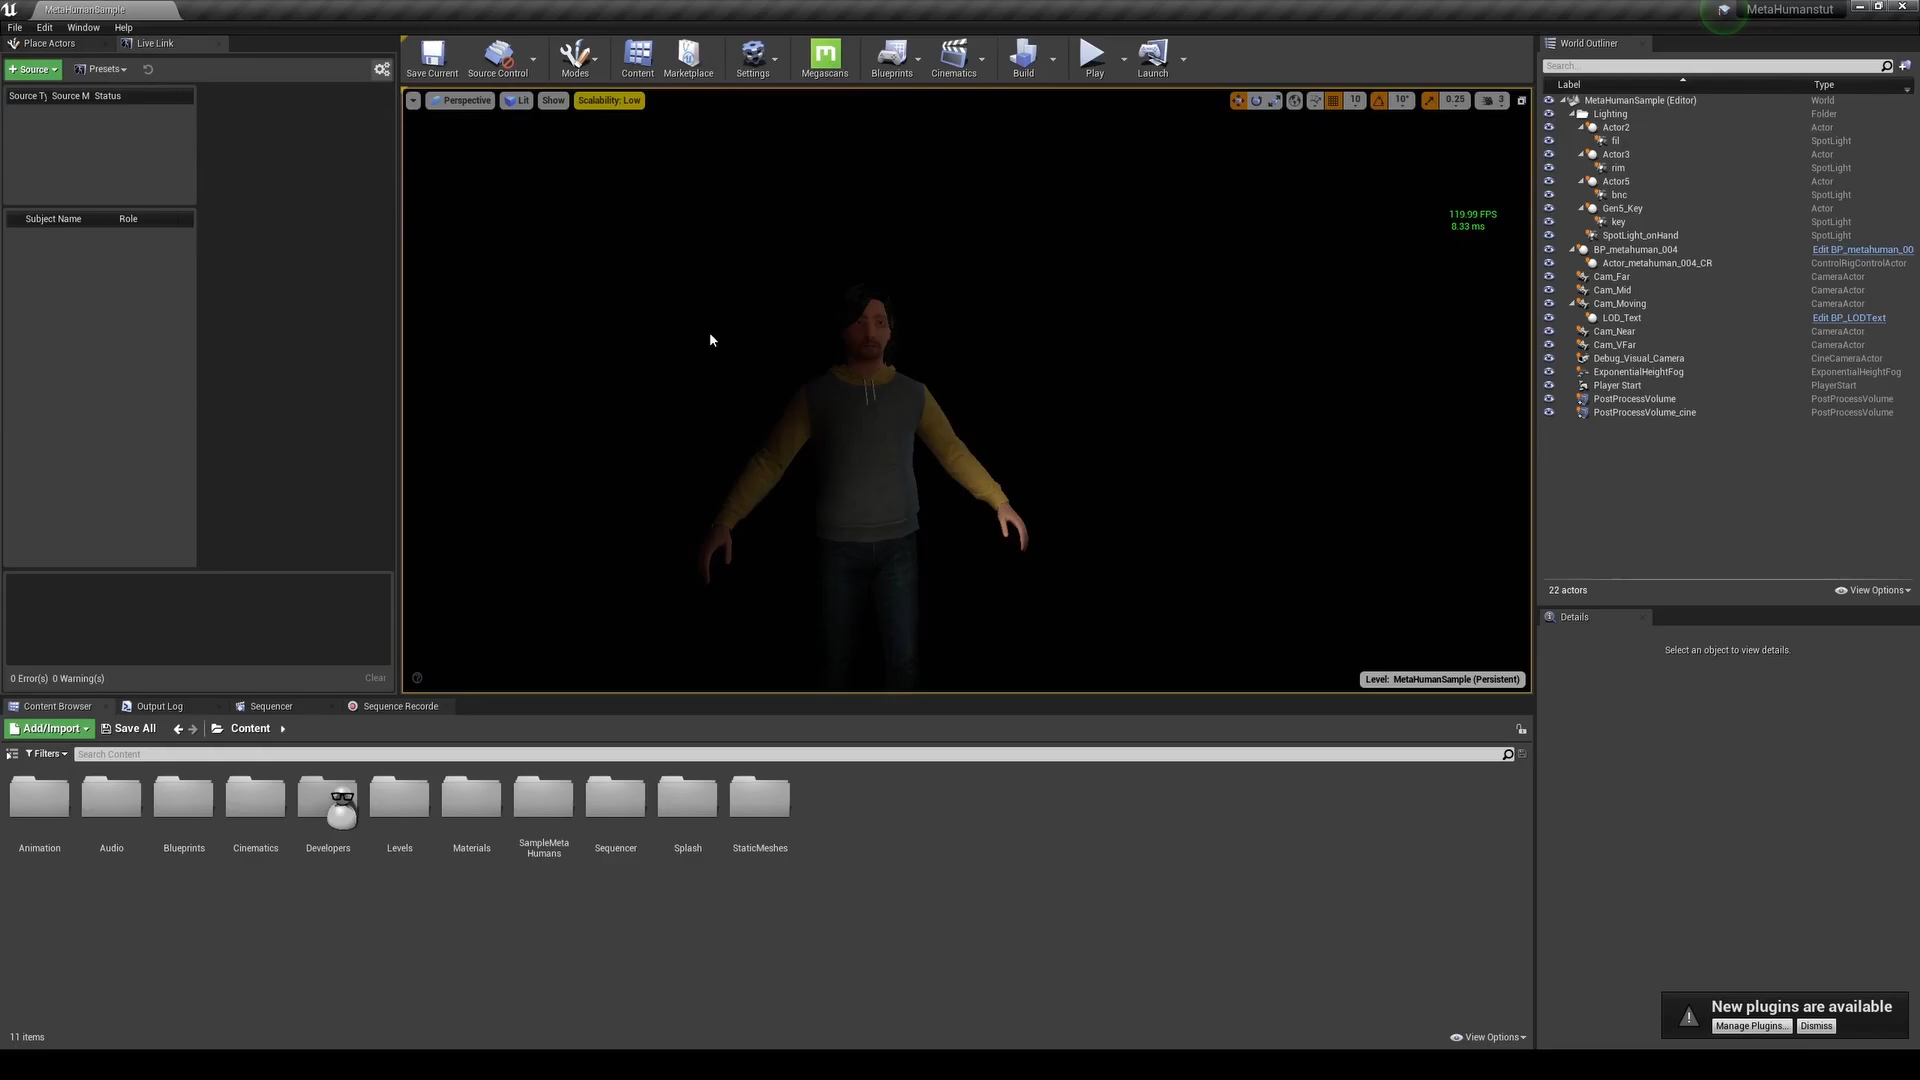 MetaHumanSample
MetaHumanstut
File Edit Window Help
Place Actors Live Link
+ Source Presets
Source Ty Source M Status
Subject Name Role
0 Error(s) 0 Warning(s) Clear
Save Current Source Control Modes Content Marketplace Settings Megascans Blueprints Cinematics Build Play Launch
Perspective Lit Show Scalability: Low
10 10° 0.25 3
119.99 FPS
8.33 ms
Level: MetaHumanSample (Persistent)
World Outliner
Search...
Label Type
MetaHumanSample (Editor) World
Lighting Folder
Actor2 Actor
fil SpotLight
Actor3 Actor
rim SpotLight
Actor5 Actor
bnc SpotLight
Gen5_Key Actor
key SpotLight
SpotLight_onHand SpotLight
BP_metahuman_004 Edit BP_metahuman_00
Actor_metahuman_004_CR ControlRigControlActor
Cam_Far CameraActor
Cam_Mid CameraActor
Cam_Moving CameraActor
LOD_Text Edit BP_LODText
Cam_Near CameraActor
Cam_VFar CameraActor
Debug_Visual_Camera CineCameraActor
ExponentialHeightFog ExponentialHeightFog
Player Start PlayerStart
PostProcessVolume PostProcessVolume
PostProcessVolume_cine PostProcessVolume
22 actors View Options
Details
Select an object to view details.
Content Browser Output Log Sequencer Sequence Recorde
Add/Import Save All Content
Filters Search Content
Animation Audio Blueprints Cinematics Developers Levels Materials SampleMeta
Humans Sequencer Splash StaticMeshes
11 items View Options
New plugins are available
Manage Plugins... Dismiss